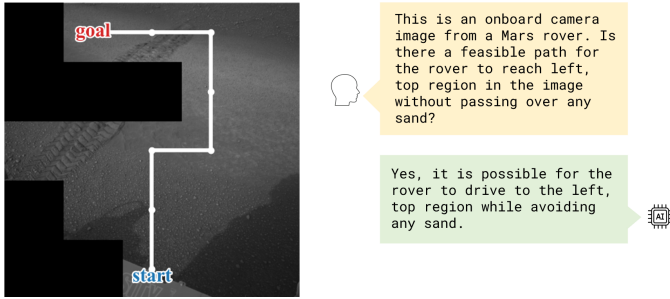 goal
start
This is an onboard camera
image from a Mars rover. Is
there a feasible path for
the rover to reach left,
top region in the image
without passing over any
sand?
Yes, it is possible for the
rover to drive to the left,
top region while avoiding
any sand.
AI